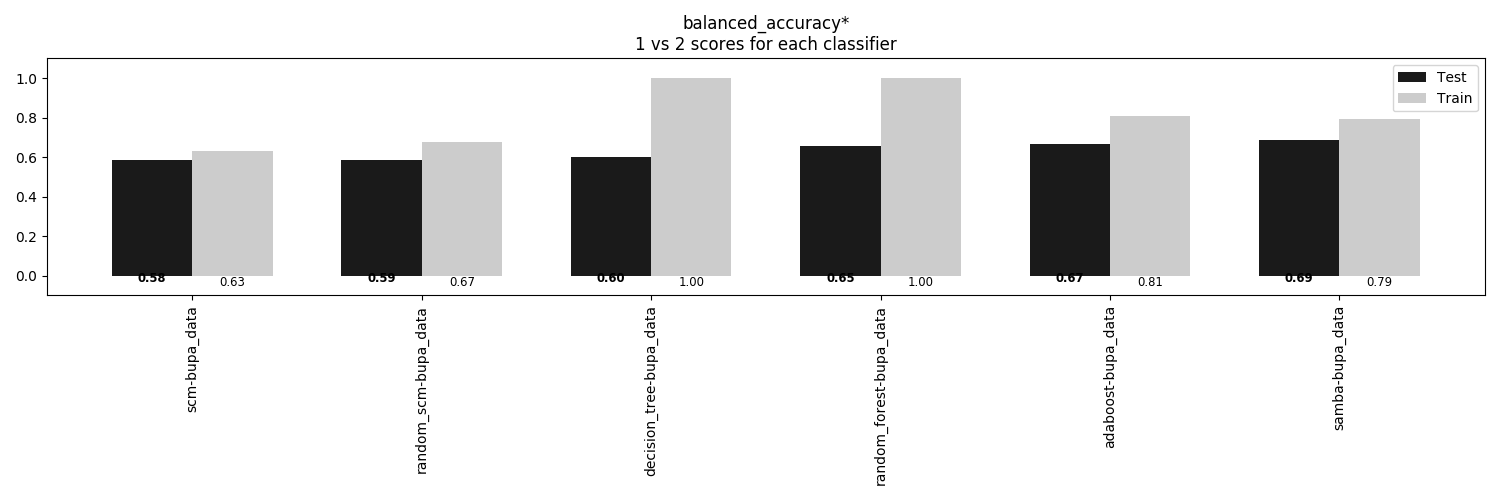 balanced_accuracy*
1 vs 2 scores for each classifier
Test
Train
1.0
0.8
0.6
0.4
0.2
0.0
0.58 0.63 0.59 0.67 0.60 1.00 0.65 1.00 0.67 0.81 0.69 0.79
scm-bupa_data
random_scm-bupa_data
decision_tree-bupa_data
random_forest-bupa_data
adaboost-bupa_data
samba-bupa_data